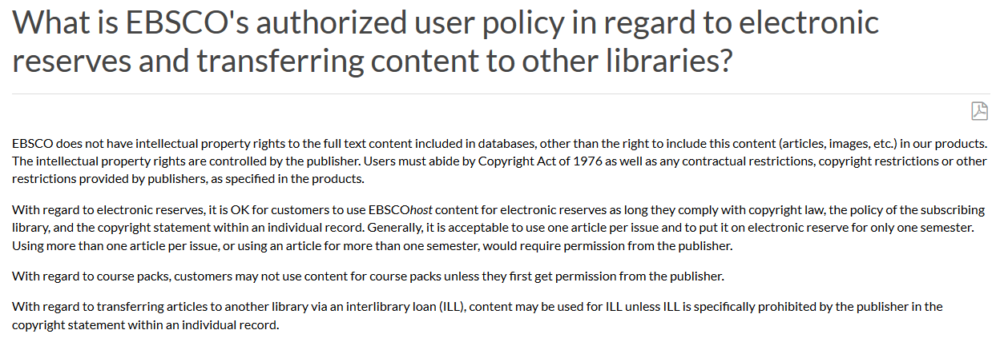 What is EBSCO's authorized user policy in regard to electronic
reserves and transferring content to other libraries?
EBSCO does not have intellectual property rights to the full text content included in databases, other than the right to include this content (articles, images, etc.) in our products.
The intellectual property rights are controlled by the publisher. Users must abide by Copyright Act of 1976 as well as any contractual restrictions, copyright restrictions or other
restrictions provided by publishers, as specified in the products.
With regard to electronic reserves, it is OK for customers to use EBSCOhost content for electronic reserves as long they comply with copyright law, the policy of the subscribing
library, and the copyright statement within an individual record. Generally, it is acceptable to use one article per issue and to put it on electronic reserve for only one semester.
Using more than one article per issue, or using an article for more than one semester, would require permission from the publisher.
With regard to course packs, customers may not use content for course packs unless they first get permission from the publisher.
With regard to transferring articles to another library via an interlibrary loan (ILL), content may be used for ILL unless ILL is specifically prohibited by the publisher in the
copyright statement within an individual record.